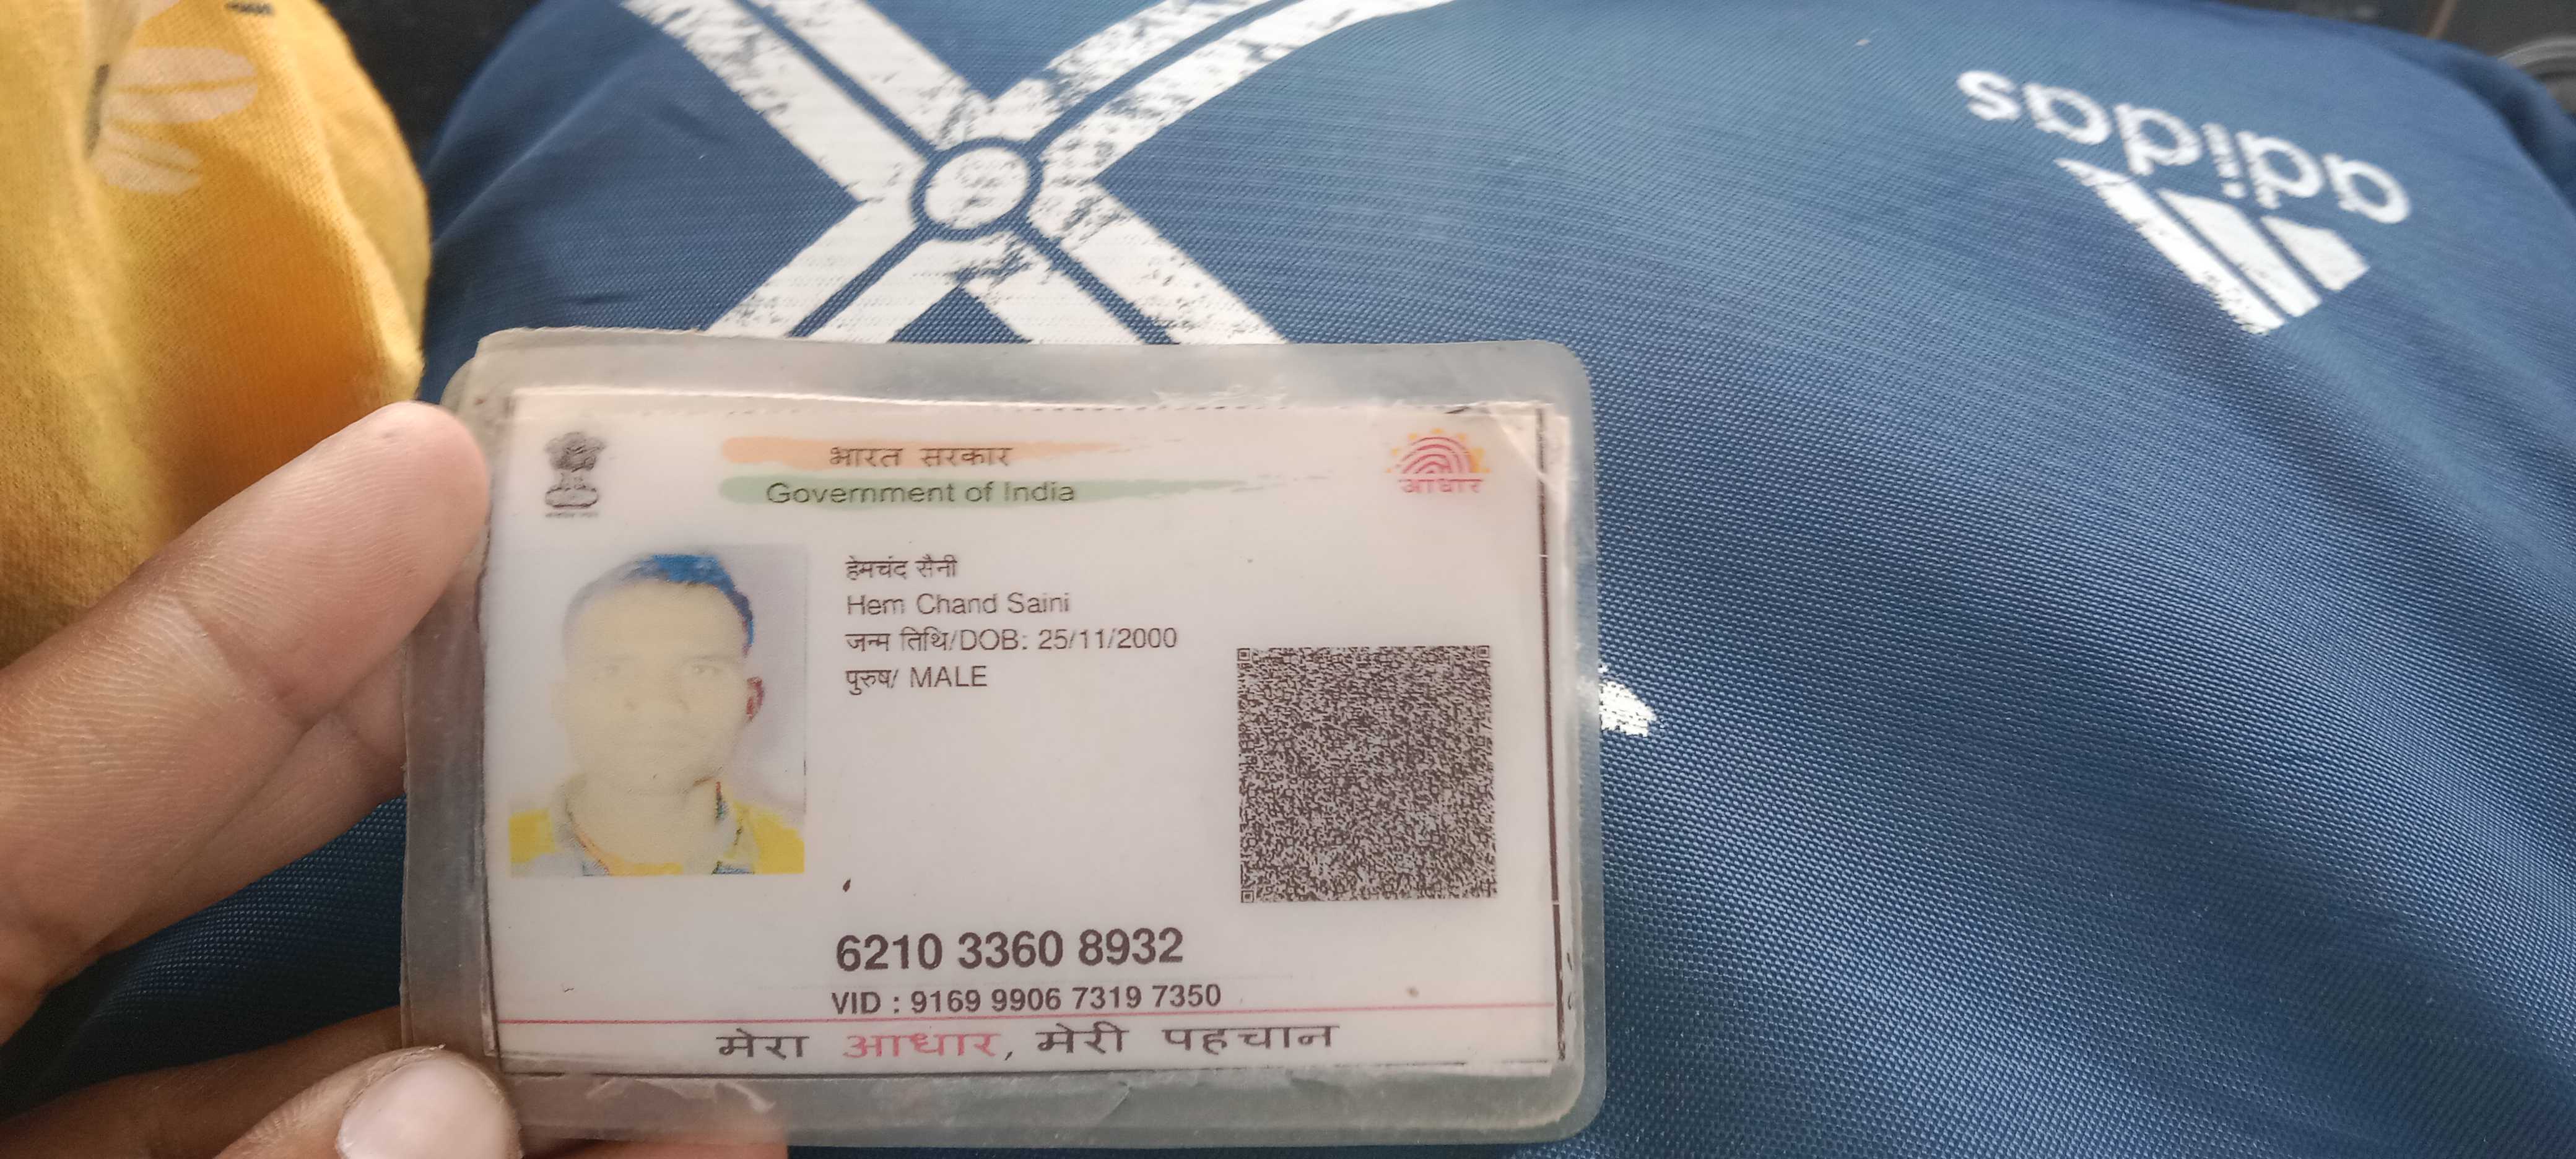 adidas
भारत सरकार
Government of India
आधार
हेमचंद सैनी
Hem Chand Saini
जन्म तिथि/DOB: 25/11/2000
पुरुष/ MALE
6210 3360 8932
VID : 9169 9906 7319 7350
मेरा आधार, मेरी पहचान